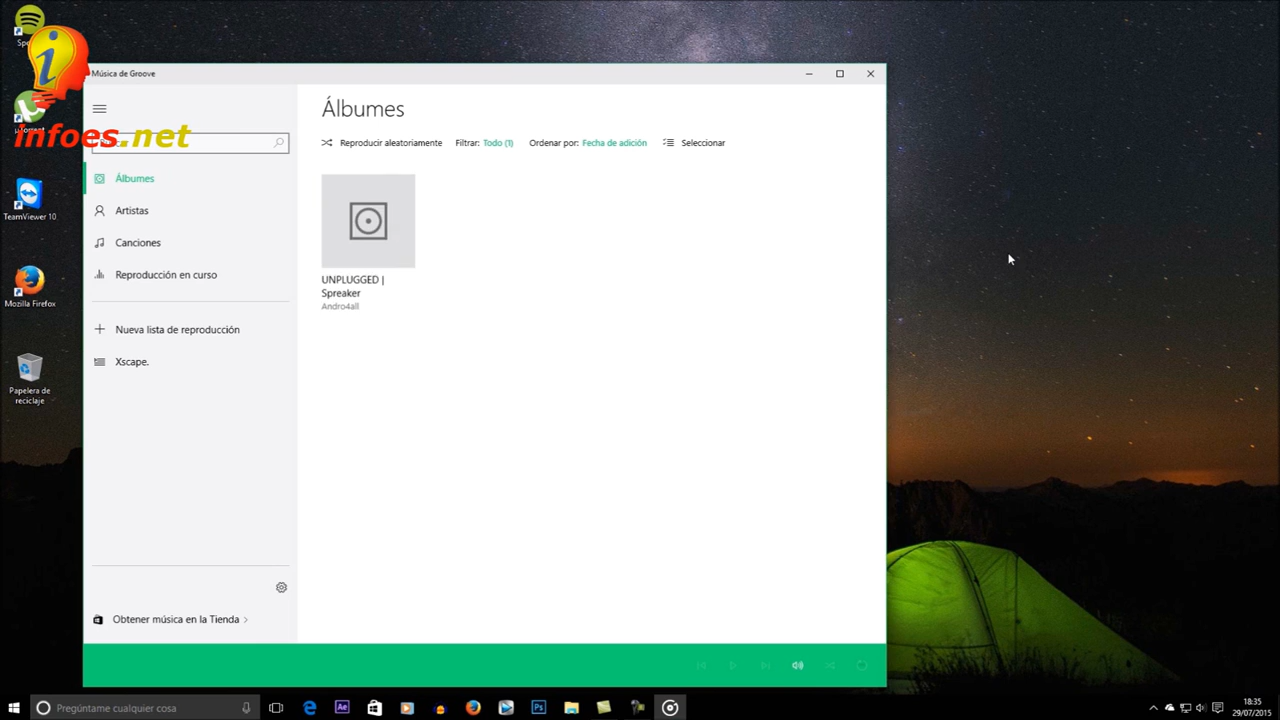 infoes.net
TeamViewer 10
Mozilla Firefox
Papelera de
reciclaje
Música de Groove
Álbumes
Artistas
Canciones
Reproducción en curso
Nueva lista de reproducción
Xscape.
Obtener música en la Tienda
Álbumes
Reproducir aleatoriamente
Filtrar: Todo (1)
Ordenar por: Fecha de adición
Seleccionar
UNPLUGGED |
Spreaker
Andro4all
Pregúntame cualquier cosa
Ae
Ps
18:35
29/07/2015